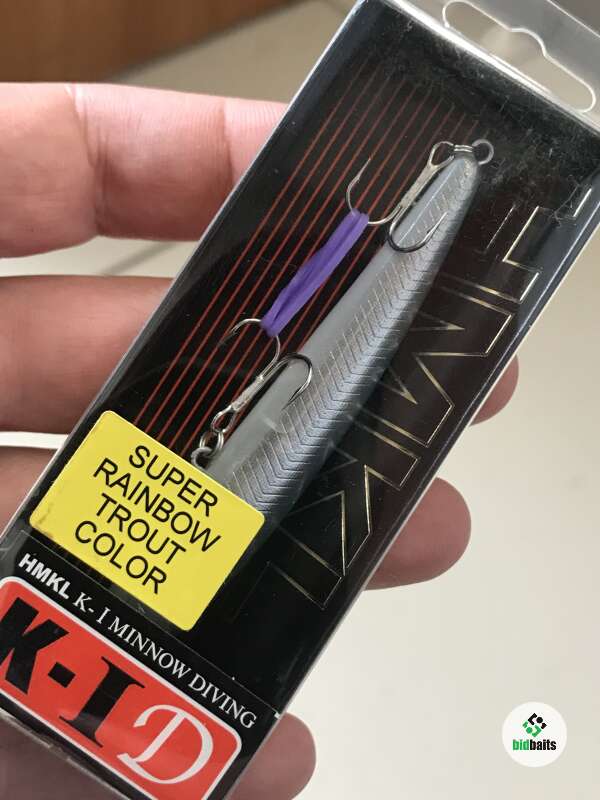 SUPER
RAINBOW
TROUT
COLOR
HMKL K-I MINNOW DIVING
K-I D
HMKL
bidbaits